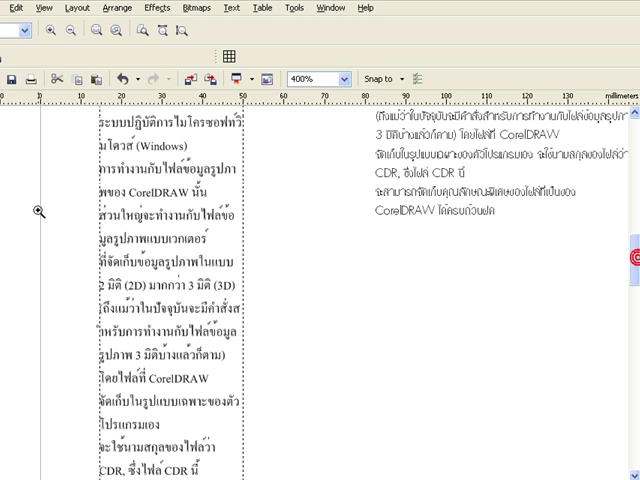 Edit View Layout Arrange Effects Bitmaps Text Table Tools Window Help
400% Snap to
0 10 20 30 40 50 60 70 80 90 100 110 120 130 millimeters
ระบบปฏิบัติการไมโครซอฟท์วิ
นโดวส์ (Windows)
การทำงานกับไฟล์ข้อมูลรูปภา
พของ CorelDRAW นั้น
ส่วนใหญ่จะทำงานกับไฟล์ข้อ
มูลรูปภาพแบบเวกเตอร์
ที่จัดเก็บข้อมูลรูปภาพในแบบ
2 มิติ (2D) มากกว่า 3 มิติ (3D)
(ถึงแม้ว่าในปัจจุบันจะมีคำสั่งส
ำหรับการทำงานกับไฟล์ข้อมูล
รูปภาพ 3 มิติบ้างแล้วก็ตาม)
โดยไฟล์ที่ CorelDRAW
จัดเก็บในรูปแบบเฉพาะของตัว
โปรแกรมเอง
จะใช้นามสกุลของไฟล์ว่า
CDR, ซึ่งไฟล์ CDR นี้
(ถึงแม้ว่าในปัจจุบันจะมีคำสั่งสำหรับการทำงานกับไฟล์ข้อมูลรูปภา
3 มิติบ้างแล้วก็ตาม) โดยไฟล์ที่ CorelDRAW
จัดเก็บในรูปแบบเฉพาะของตัวโปรแกรมเอง จะใช้นามสกุลของไฟล์ว่า
CDR, ซึ่งไฟล์ CDR นี้
จะสามารถจัดเก็บคุณลักษณะพิเศษของไฟล์ที่เป็นของ
CorelDRAW ได้ครบถ้วนหมด